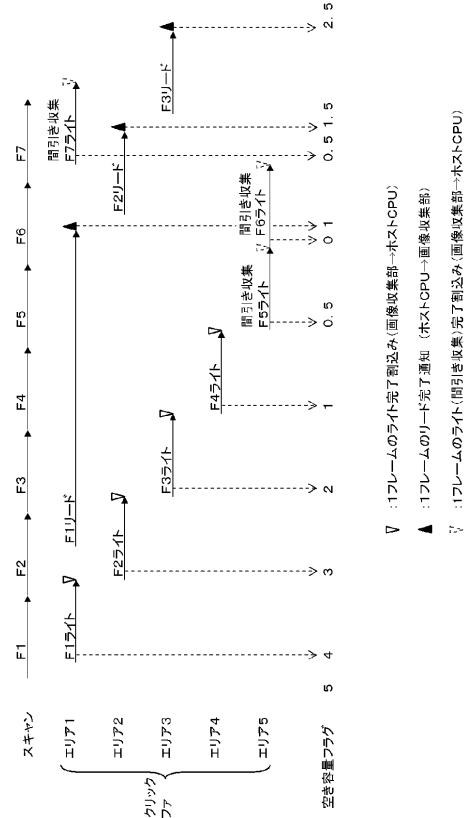 スキャン F1 F2 F3 F4 F5 F6 F7
エリア1 F1ライト F1リード 間引き収集 F7ライト
エリア2 F2ライト F2リード
エリア3 F3ライト F3リード
エリア4 F4ライト
エリア5 間引き収集 F5ライト 間引き収集 F6ライト
クリック
ファ
空き容量フラグ 5 4 3 2 1 0.5 0 1 0.5 1.5 2.5
:1フレームのライト完了割込み(画像収集部→ホストCPU)
:1フレームのリード完了通知 (ホストCPU→画像収集部)
:1フレームのライト(間引き収集)完了割込み(画像収集部→ホストCPU)